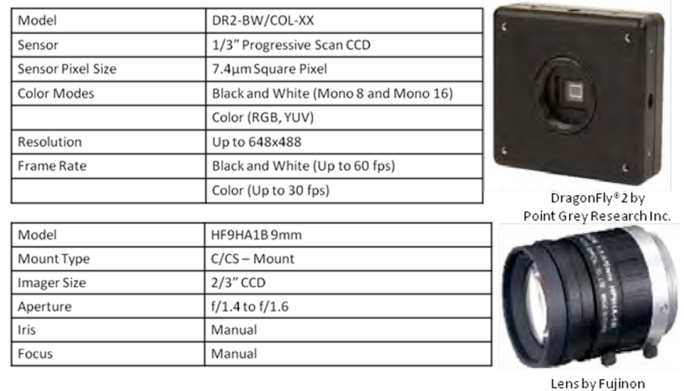 Model DR2-BW/COL-XX
Sensor 1/3” Progressive Scan CCD
Sensor Pixel Size 7.4µm Square Pixel
Color Modes Black and White (Mono 8 and Mono 16)
Color (RGB, YUV)
Resolution Up to 648x488
Frame Rate Black and White (Up to 60 fps)
Color (Up to 30 fps)
DragonFly®2 by
Point Grey Research Inc.
Model HF9HA1B 9mm
Mount Type C/CS – Mount
Imager Size 2/3” CCD
Aperture f/1.4 to f/1.6
Iris Manual
Focus Manual
Lens by Fujinon